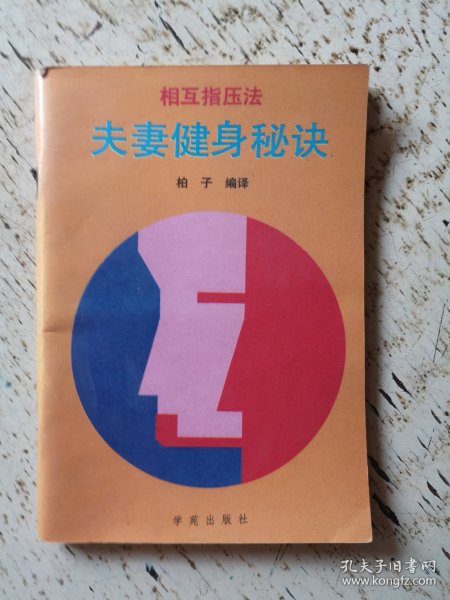 相互指压法
夫妻健身秘诀
柏子 编译
学苑出版社
孔夫子旧书网
www.kongfz.com